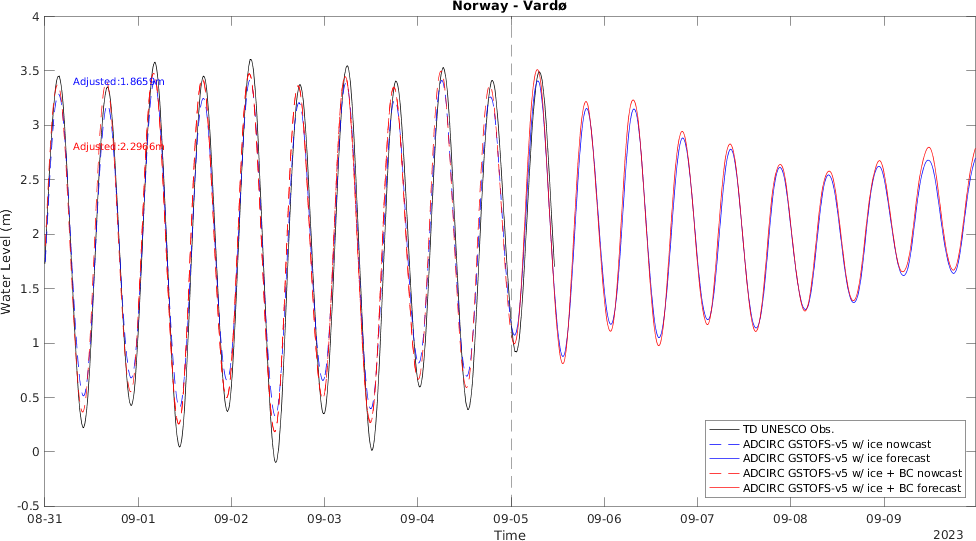 Norway - Vardø
4
3.5
3
2.5
2
1.5
1
0.5
0
-0.5
Water Level (m)
Adjusted:1.8659m
Adjusted:2.2966m
TD UNESCO Obs.
ADCIRC GSTOFS-v5 w/ ice nowcast
ADCIRC GSTOFS-v5 w/ ice forecast
ADCIRC GSTOFS-v5 w/ ice + BC nowcast
ADCIRC GSTOFS-v5 w/ ice + BC forecast
08-31 09-01 09-02 09-03 09-04 09-05 09-06 09-07 09-08 09-09
Time
2023